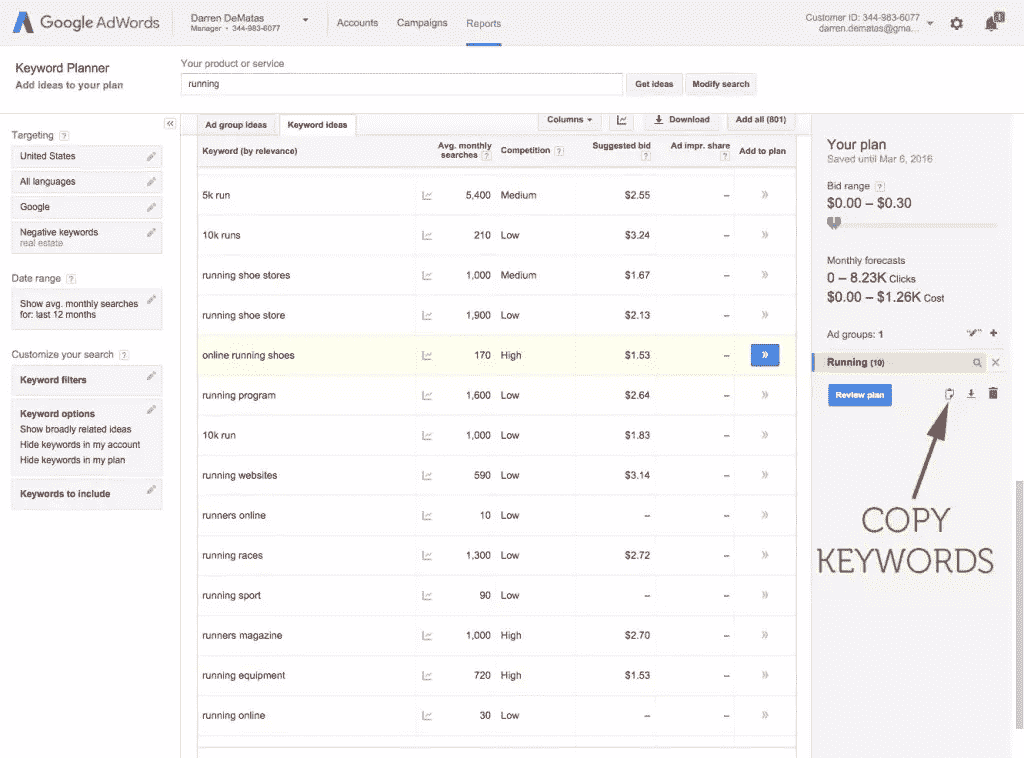 Google AdWords
Darren DeMatas
Manager • 344-983-6077
Accounts Campaigns Reports
Customer ID: 344-983-6077
darren.dematas@gma...
1
Keyword Planner
Add ideas to your plan
Your product or service
running
Get ideas Modify search
Targeting ?
United States
All languages
Google
Negative keywords
real estate
Date range ?
Show avg. monthly searches
for: last 12 months
Customize your search ?
Keyword filters
Keyword options
Show broadly related ideas
Hide keywords in my account
Hide keywords in my plan
Keywords to include
Ad group ideas Keyword ideas
Columns Download Add all (801)
Keyword (by relevance) Avg. monthly searches ? Competition ? Suggested bid ? Ad impr. share ? Add to plan
5k run 5,400 Medium $2.55 – »
10k runs 210 Low $3.24 – »
running shoe stores 1,000 Medium $1.67 – »
running shoe store 1,900 Low $2.13 – »
online running shoes 170 High $1.53 – »
running program 1,600 Low $2.64 – »
10k run 1,000 Low $1.83 – »
running websites 590 Low $3.14 – »
runners online 10 Low – – »
running races 1,300 Low $2.72 – »
running sport 90 Low – – »
runners magazine 1,000 High $2.70 – »
running equipment 720 High $1.53 – »
running online 30 Low – – »
Your plan
Saved until Mar 6, 2016
Bid range ?
$0.00 – $0.30
Monthly forecasts
0 – 8.23K Clicks
$0.00 – $1.26K Cost
Ad groups: 1
Running (10)
Review plan
COPY
KEYWORDS